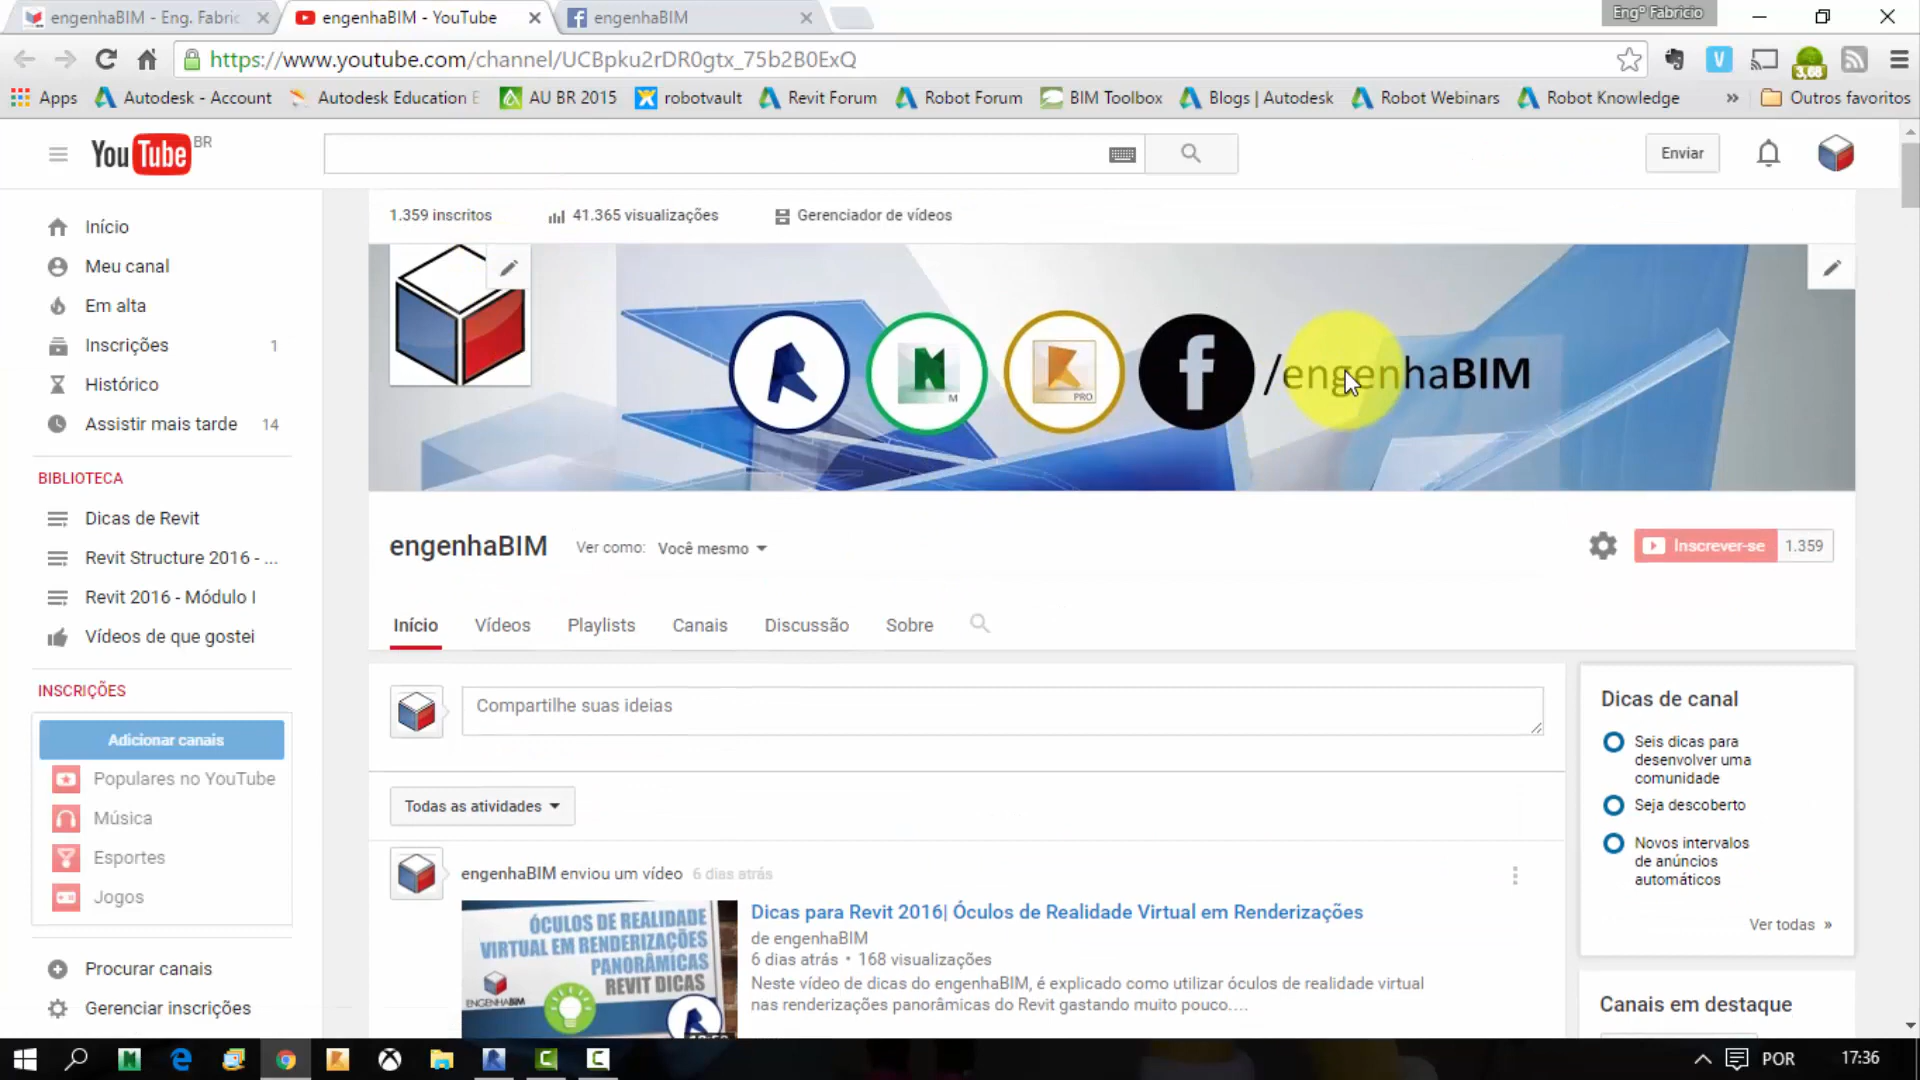 engenhaBIM - Eng. Fabric
engenhaBIM - YouTube
engenhaBIM
Engº Fabricio
https://www.youtube.com/channel/UCBpku2rDR0gtx_75b2B0ExQ
3,68
Apps
Autodesk - Account
Autodesk Education E
AU BR 2015
robotvault
Revit Forum
Robot Forum
BIM Toolbox
Blogs | Autodesk
Robot Webinars
Robot Knowledge
»
Outros favoritos
YouTube BR
Enviar
1.359 inscritos
41.365 visualizações
Gerenciador de vídeos
Início
Meu canal
Em alta
Inscrições 1
Histórico
Assistir mais tarde 14
BIBLIOTECA
Dicas de Revit
Revit Structure 2016 - ...
Revit 2016 - Módulo I
Vídeos de que gostei
INSCRIÇÕES
Adicionar canais
Populares no YouTube
Música
Esportes
Jogos
Procurar canais
Gerenciar inscrições
M
PRO
f
/engenhaBIM
engenhaBIM
Ver como: Você mesmo
Inscrever-se 1.359
Início
Vídeos
Playlists
Canais
Discussão
Sobre
Compartilhe suas ideias
Todas as atividades
engenhaBIM enviou um vídeo 6 dias atrás
ÓCULOS DE REALIDADE
VIRTUAL EM RENDERIZAÇÕES
PANORÂMICAS
REVIT DICAS
ENGENHABIM
Dicas para Revit 2016| Óculos de Realidade Virtual em Renderizações
de engenhaBIM
6 dias atrás • 168 visualizações
Neste vídeo de dicas do engenhaBIM, é explicado como utilizar óculos de realidade virtual
nas renderizações panorâmicas do Revit gastando muito pouco....
Dicas de canal
Seis dicas para
desenvolver uma
comunidade
Seja descoberto
Novos intervalos
de anúncios
automáticos
Ver todas »
Canais em destaque
POR
17:36